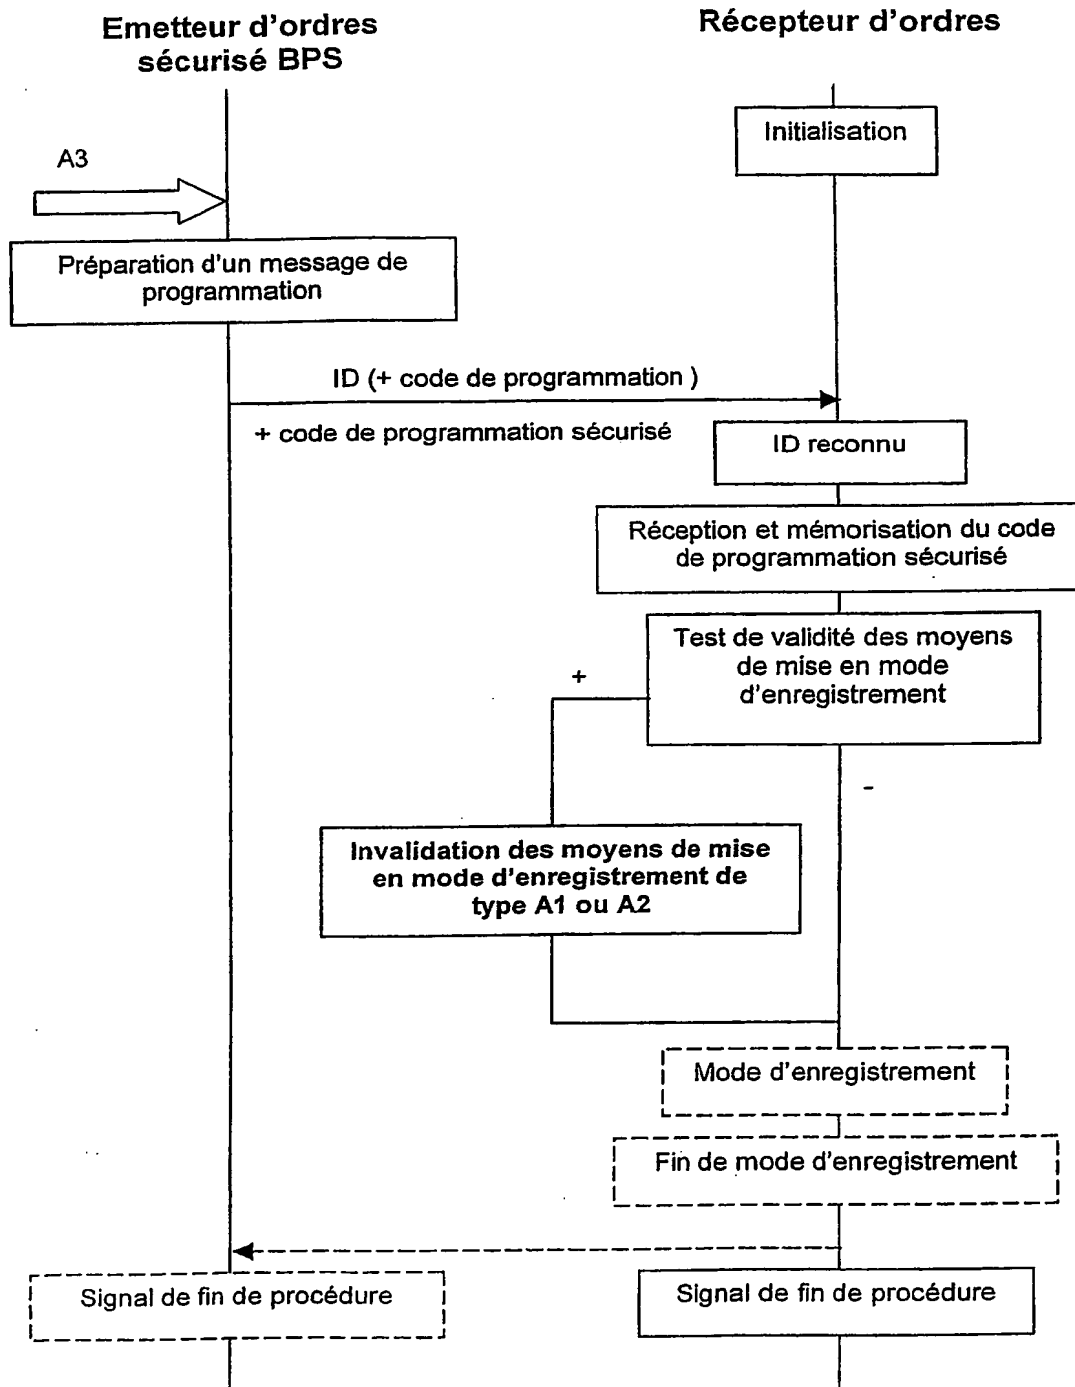 Emetteur d'ordres
sécurisé BPS
Récepteur d'ordres
Initialisation
A3
Préparation d'un message de
programmation
ID (+ code de programmation )
+ code de programmation sécurisé
ID reconnu
Réception et mémorisation du code
de programmation sécurisé
Test de validité des moyens
de mise en mode
d'enregistrement
+
-
Invalidation des moyens de mise
en mode d'enregistrement de
type A1 ou A2
Mode d'enregistrement
Fin de mode d'enregistrement
Signal de fin de procédure
Signal de fin de procédure